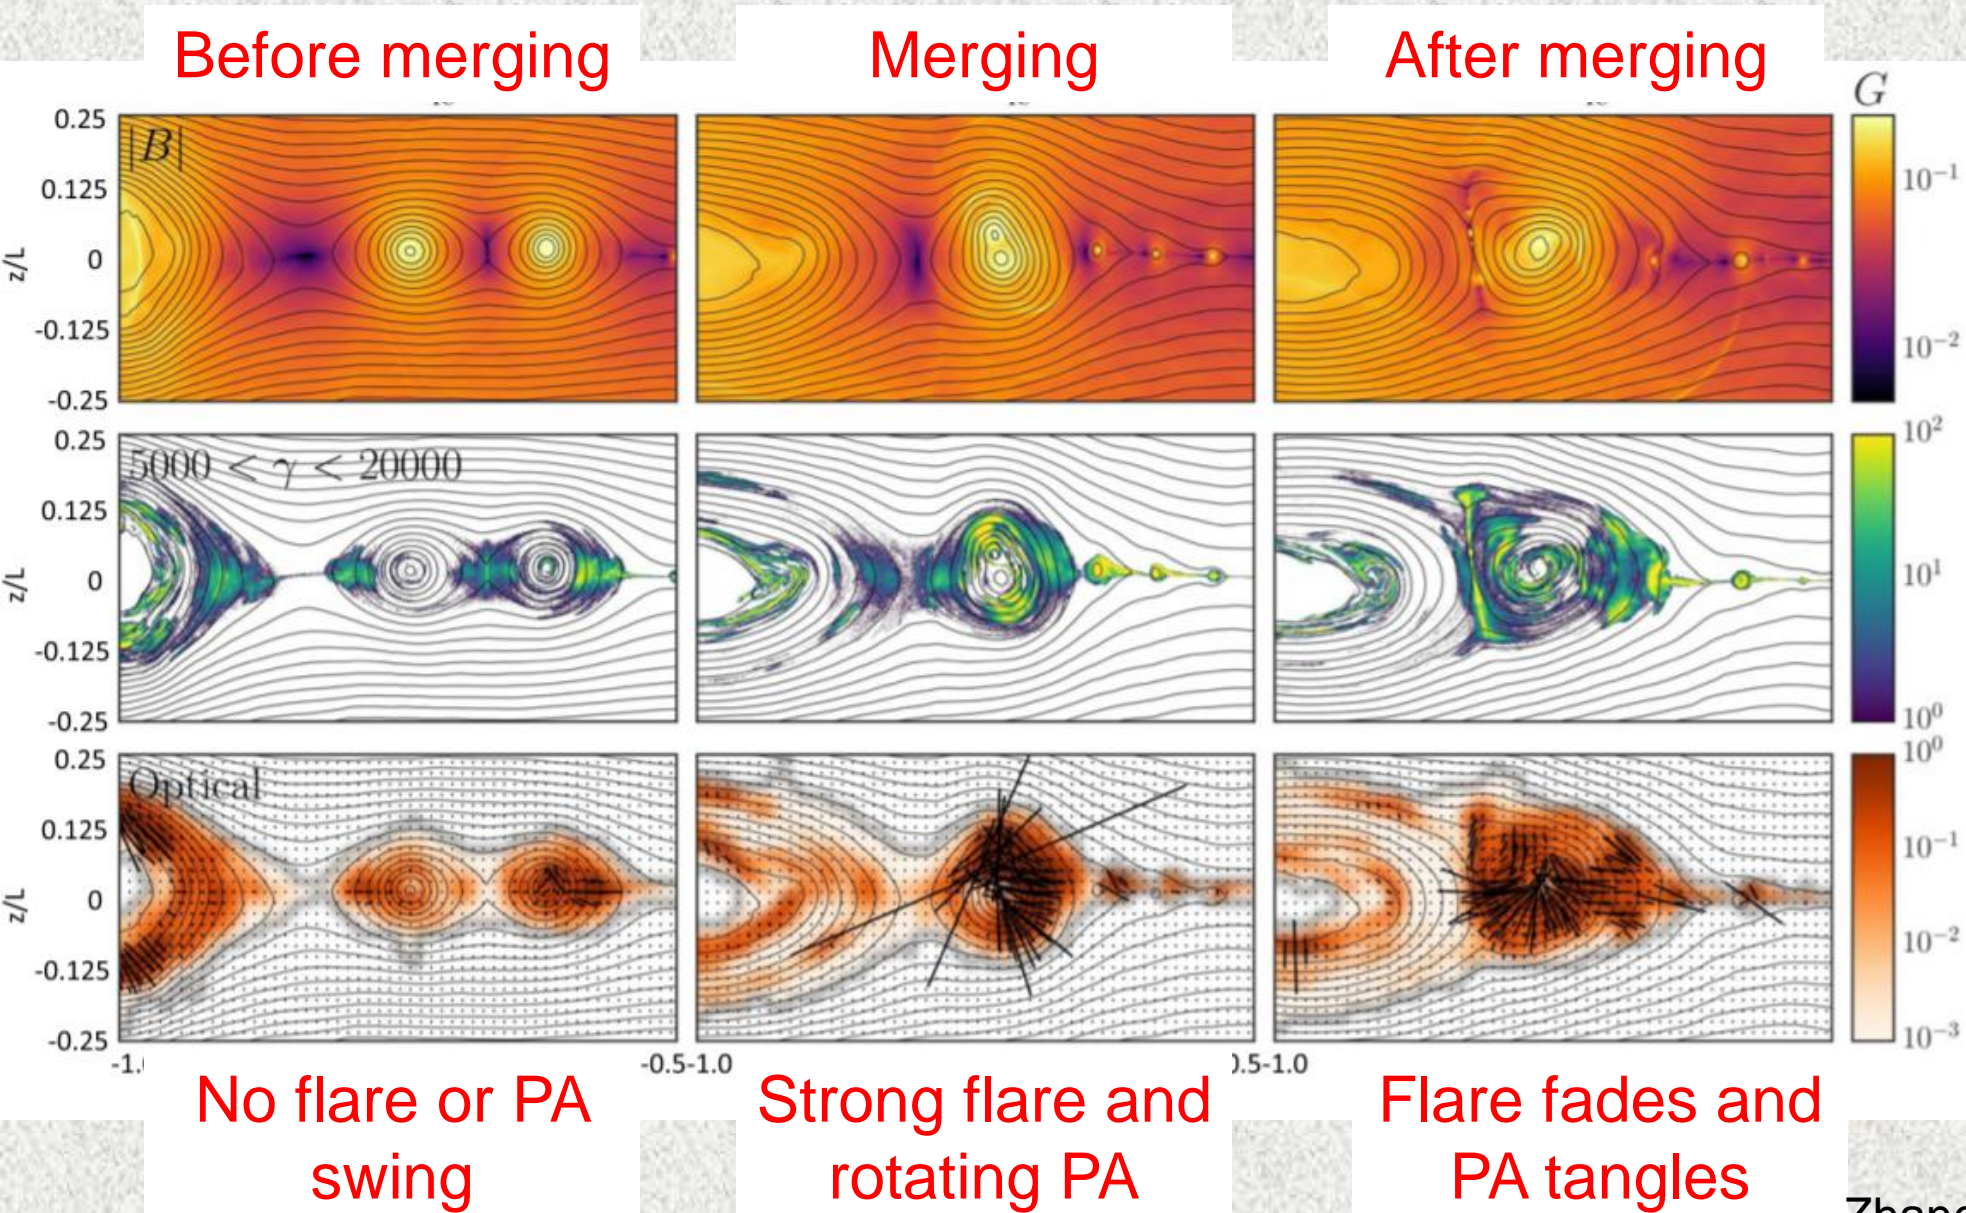 Before merging
Merging
After merging
G
|B|
0.25
0.125
0
-0.125
-0.25
z/L
10⁻¹
10⁻²
5000 < γ < 20000
0.25
0.125
0
-0.125
-0.25
z/L
10²
10¹
10⁰
Optical
0.25
0.125
0
-0.125
-0.25
z/L
10⁰
10⁻¹
10⁻²
10⁻³
-0.5 -1.0
-1.0
No flare or PA
swing
Strong flare and
rotating PA
Flare fades and
PA tangles